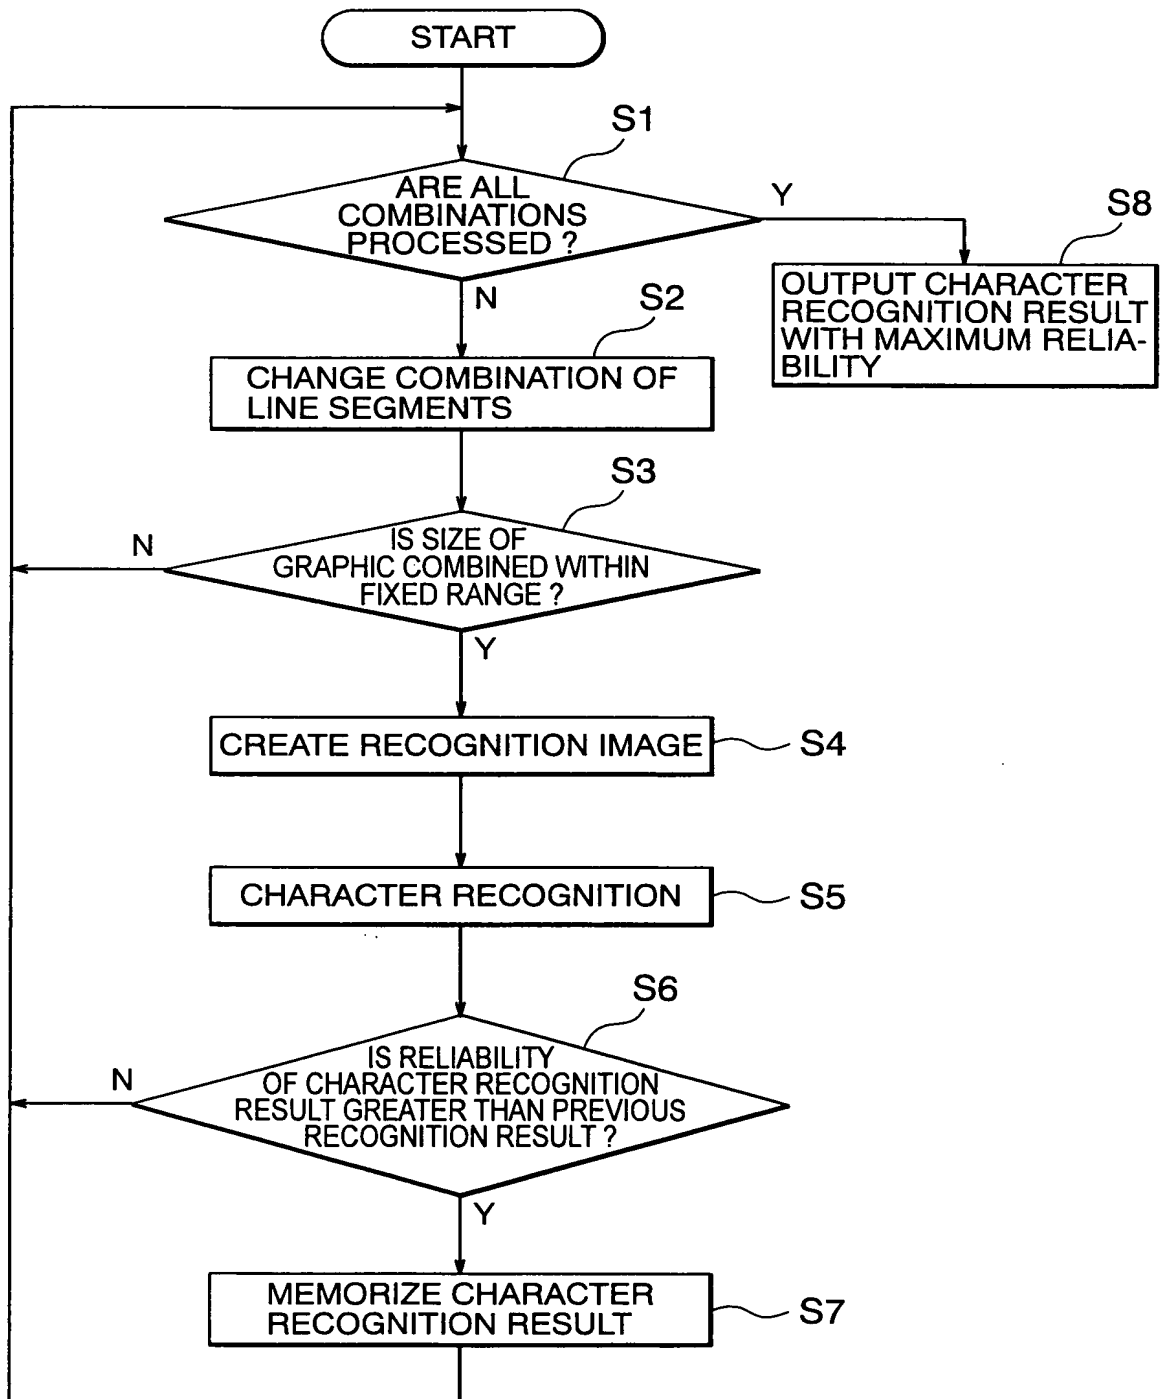 START
S1
ARE ALL
COMBINATIONS
PROCESSED ?
Y
S8
OUTPUT CHARACTER
RECOGNITION RESULT
WITH MAXIMUM RELIA-
BILITY
N
S2
CHANGE COMBINATION OF
LINE SEGMENTS
S3
N
IS SIZE OF
GRAPHIC COMBINED WITHIN
FIXED RANGE ?
Y
CREATE RECOGNITION IMAGE
S4
CHARACTER RECOGNITION
S5
S6
N
IS RELIABILITY
OF CHARACTER RECOGNITION
RESULT GREATER THAN PREVIOUS
RECOGNITION RESULT ?
Y
MEMORIZE CHARACTER
RECOGNITION RESULT
S7